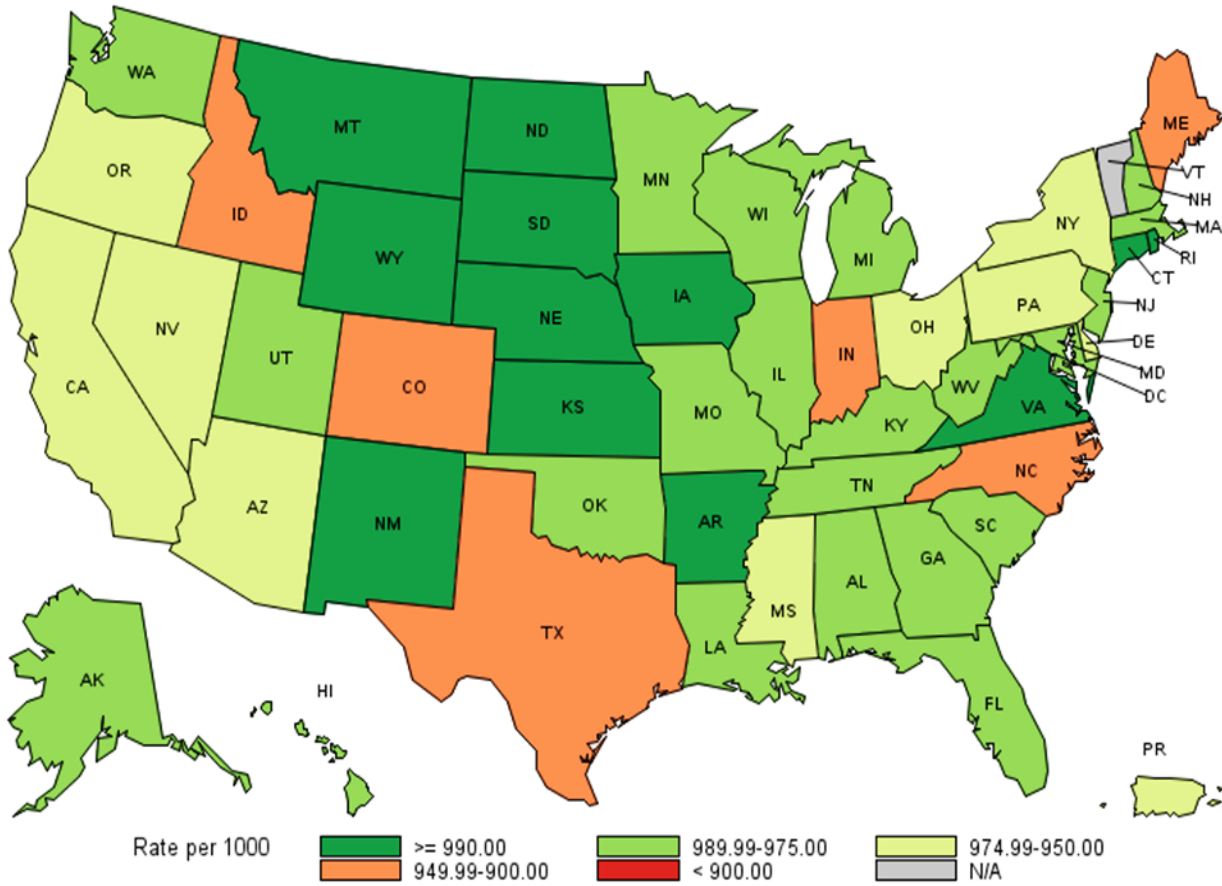 WA
MT
ND
MN
ME
VT
NH
OR
ID
SD
WI
MI
NY
MA
RI
WY
CT
IA
PA
NJ
NE
NV
OH
DE
UT
IN
MD
CA
CO
IL
WV
DC
KS
MO
VA
KY
NC
TN
AZ
OK
NM
AR
SC
AL
GA
MS
TX
LA
AK
HI
FL
PR
Rate per 1000
>= 990.00
989.99-975.00
974.99-950.00
949.99-900.00
< 900.00
N/A